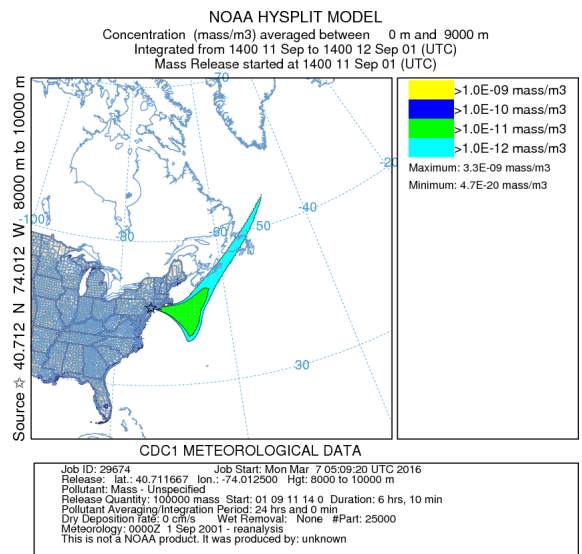 NOAA HYSPLIT MODEL
Concentration (mass/m3) averaged between 0 m and 9000 m
Integrated from 1400 11 Sep to 1400 12 Sep 01 (UTC)
Mass Release started at 1400 11 Sep 01 (UTC)
Source ☆ 40.712 N 74.012 W 8000 m to 10000 m
70
-20
-40
-100
-80
-60
50
30
>1.0E-09 mass/m3
>1.0E-10 mass/m3
>1.0E-11 mass/m3
>1.0E-12 mass/m3
Maximum: 3.3E-09 mass/m3
Minimum: 4.7E-20 mass/m3
CDC1 METEOROLOGICAL DATA
Job ID: 29674 Job Start: Mon Mar 7 05:09:20 UTC 2016
Release: lat.: 40.711667 lon.: -74.012500 Hgt: 8000 to 10000 m
Pollutant: Mass - Unspecified
Release Quantity: 100000 mass Start: 01 09 11 14 0 Duration: 6 hrs, 10 min
Pollutant Averaging/Integration Period: 24 hrs and 0 min
Dry Deposition rate: 0 cm/s Wet Removal: None #Part: 25000
Meteorology: 0000Z 1 Sep 2001 - reanalysis
This is not a NOAA product. It was produced by: unknown